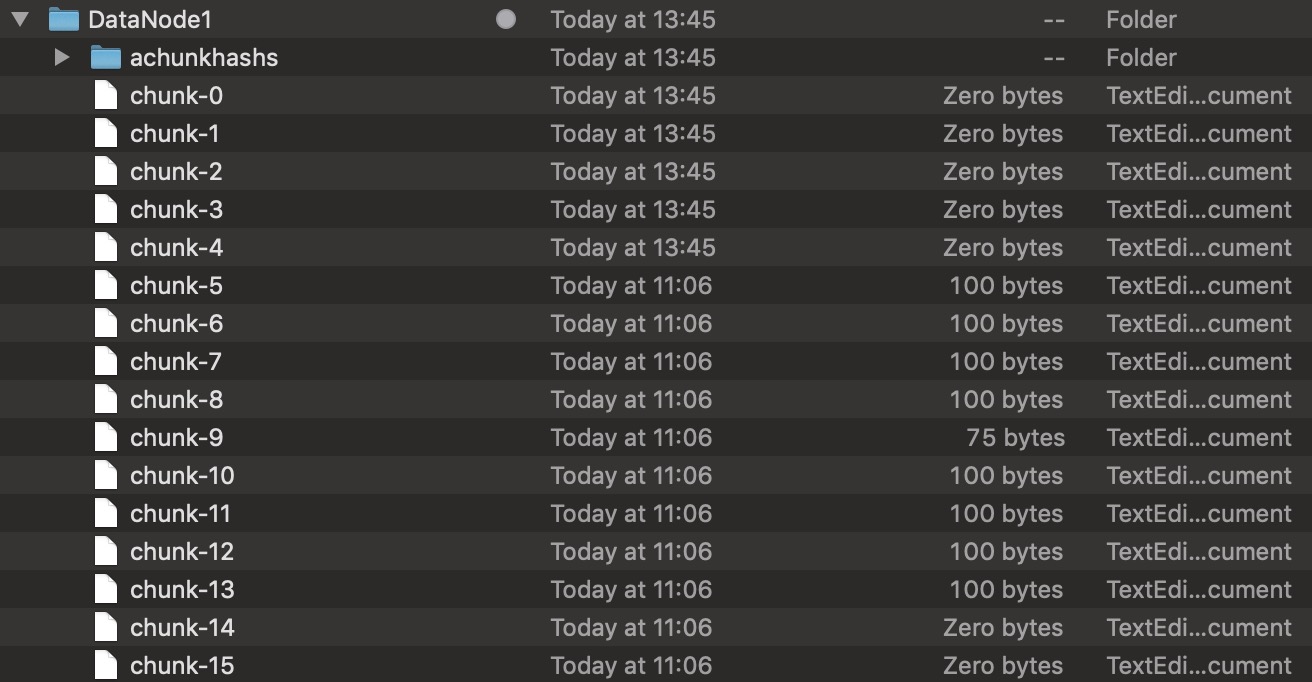 DataNode1 Today at 13:45 -- Folder
achunkhashs Today at 13:45 -- Folder
chunk-0 Today at 13:45 Zero bytes TextEdi...cument
chunk-1 Today at 13:45 Zero bytes TextEdi...cument
chunk-2 Today at 13:45 Zero bytes TextEdi...cument
chunk-3 Today at 13:45 Zero bytes TextEdi...cument
chunk-4 Today at 13:45 Zero bytes TextEdi...cument
chunk-5 Today at 11:06 100 bytes TextEdi...cument
chunk-6 Today at 11:06 100 bytes TextEdi...cument
chunk-7 Today at 11:06 100 bytes TextEdi...cument
chunk-8 Today at 11:06 100 bytes TextEdi...cument
chunk-9 Today at 11:06 75 bytes TextEdi...cument
chunk-10 Today at 11:06 100 bytes TextEdi...cument
chunk-11 Today at 11:06 100 bytes TextEdi...cument
chunk-12 Today at 11:06 100 bytes TextEdi...cument
chunk-13 Today at 11:06 100 bytes TextEdi...cument
chunk-14 Today at 11:06 Zero bytes TextEdi...cument
chunk-15 Today at 11:06 Zero bytes TextEdi...cument